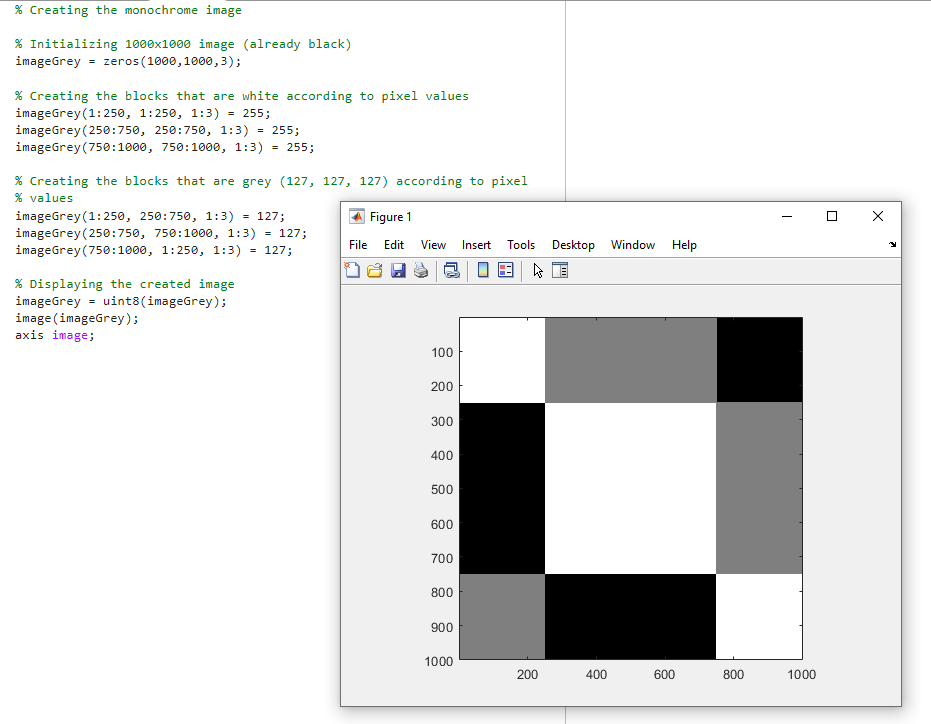 % Creating the monochrome image
% Initializing 1000x1000 image (already black)
imageGrey = zeros(1000,1000,3);
% Creating the blocks that are white according to pixel values
imageGrey(1:250, 1:250, 1:3) = 255;
imageGrey(250:750, 250:750, 1:3) = 255;
imageGrey(750:1000, 750:1000, 1:3) = 255;
% Creating the blocks that are grey (127, 127, 127) according to pixel
% values
imageGrey(1:250, 250:750, 1:3) = 127;
imageGrey(250:750, 750:1000, 1:3) = 127;
imageGrey(750:1000, 1:250, 1:3) = 127;
% Displaying the created image
imageGrey = uint8(imageGrey);
image(imageGrey);
axis image;
Figure 1
File Edit View Insert Tools Desktop Window Help
100
200
300
400
500
600
700
800
900
1000
200 400 600 800 1000